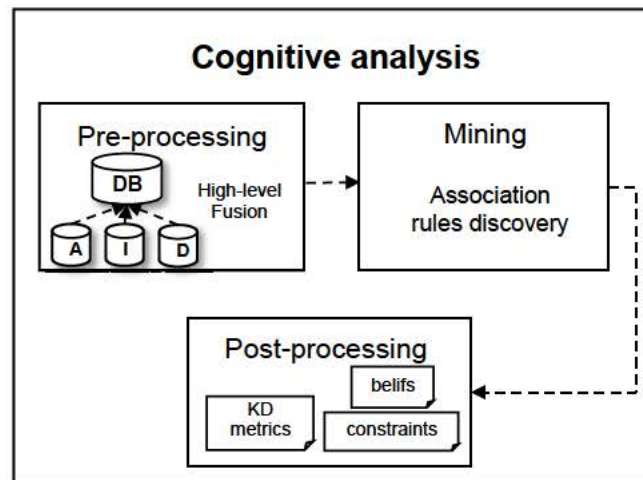 Cognitive analysis
Pre-processing
DB
High-level
Fusion
A
I
D
Mining
Association
rules discovery
Post-processing
KD
metrics
belifs
constraints